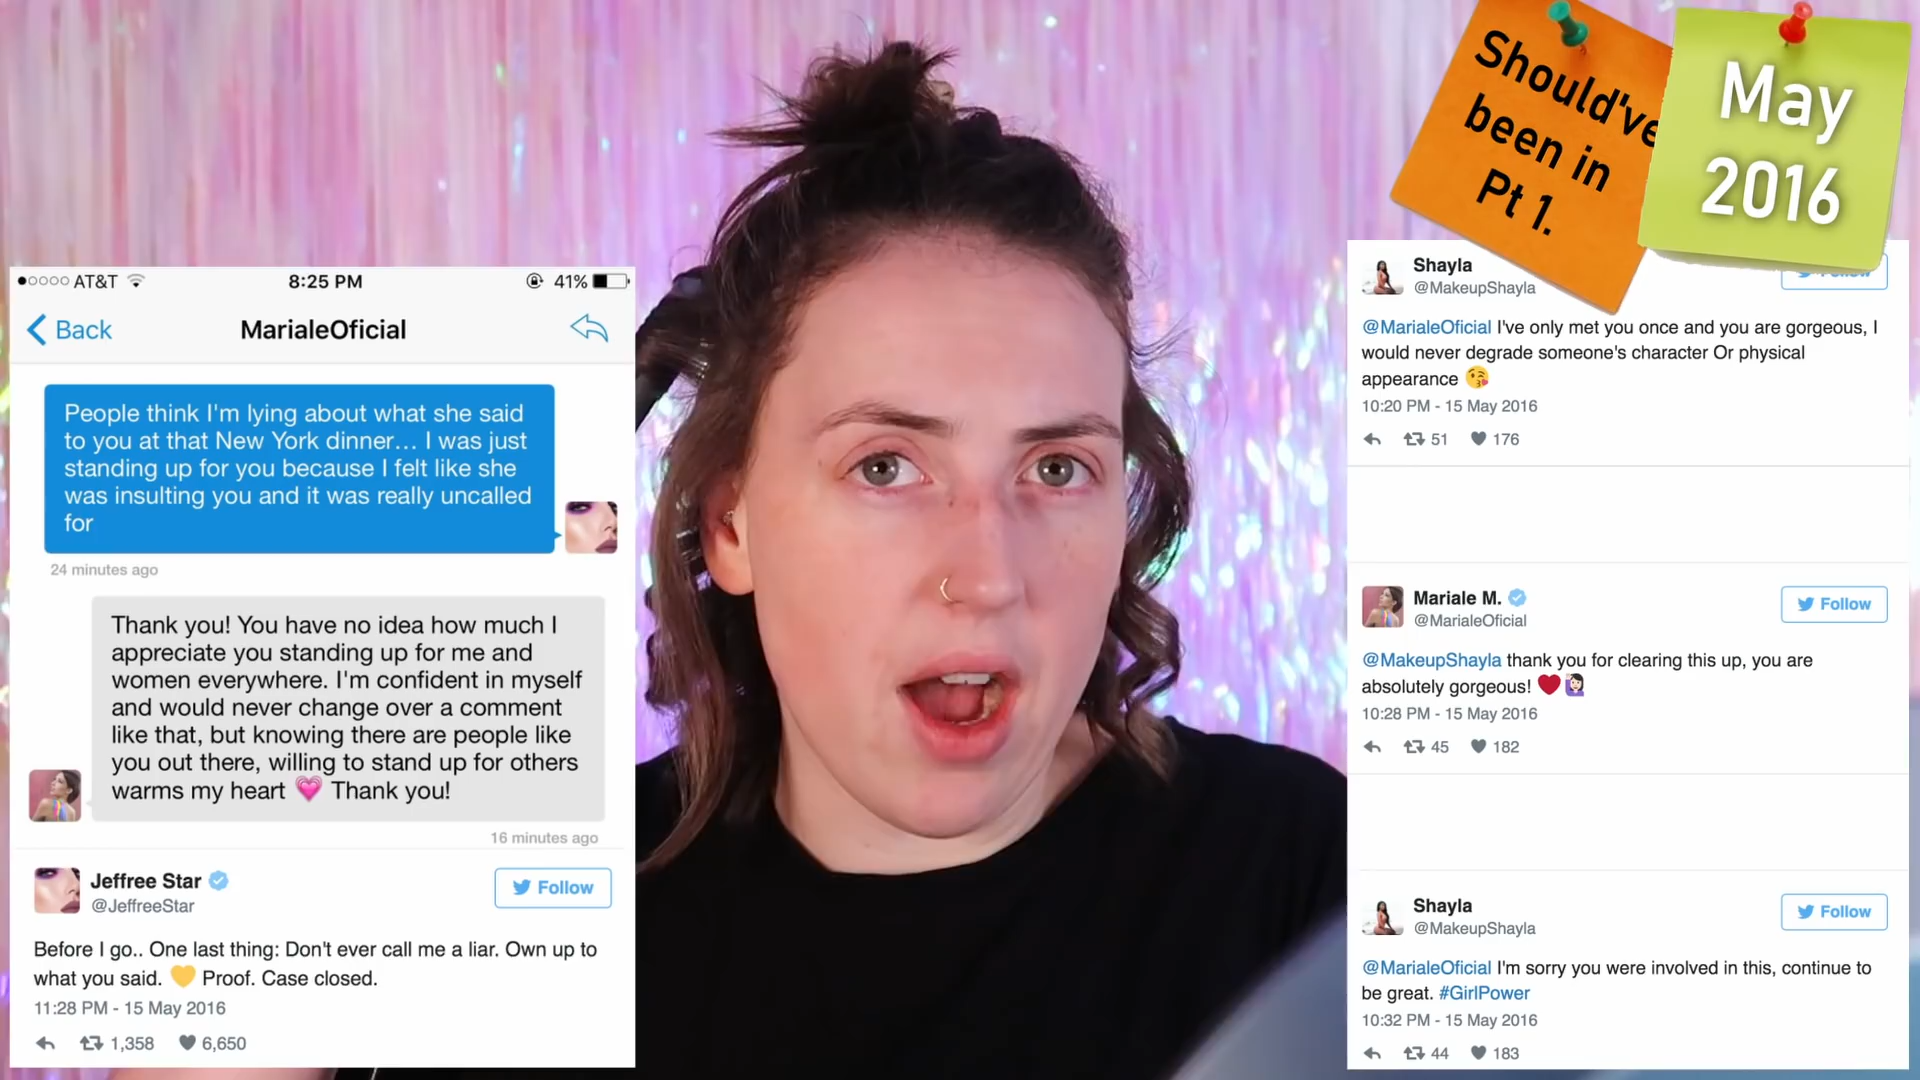 AT&T
8:25 PM
41%
Back
MarialeOficial
People think I'm lying about what she said
to you at that New York dinner... I was just
standing up for you because I felt like she
was insulting you and it was really uncalled
for
24 minutes ago
Thank you! You have no idea how much I
appreciate you standing up for me and
women everywhere. I'm confident in myself
and would never change over a comment
like that, but knowing there are people like
you out there, willing to stand up for others
warms my heart 💗 Thank you!
16 minutes ago
Jeffree Star
@JeffreeStar
Follow
Before I go.. One last thing: Don't ever call me a liar. Own up to
what you said. 💛 Proof. Case closed.
11:28 PM - 15 May 2016
1,358
6,650
Should've
been in
Pt 1.
May
2016
Shayla
@MakeupShayla
Follow
@MarialeOficial I've only met you once and you are gorgeous, I
would never degrade someone's character Or physical
appearance 😘
10:20 PM - 15 May 2016
51
176
Mariale M.
@MarialeOficial
Follow
@MakeupShayla thank you for clearing this up, you are
absolutely gorgeous! ❤️🙋🏻
10:28 PM - 15 May 2016
45
182
Shayla
@MakeupShayla
Follow
@MarialeOficial I'm sorry you were involved in this, continue to
be great. #GirlPower
10:32 PM - 15 May 2016
44
183